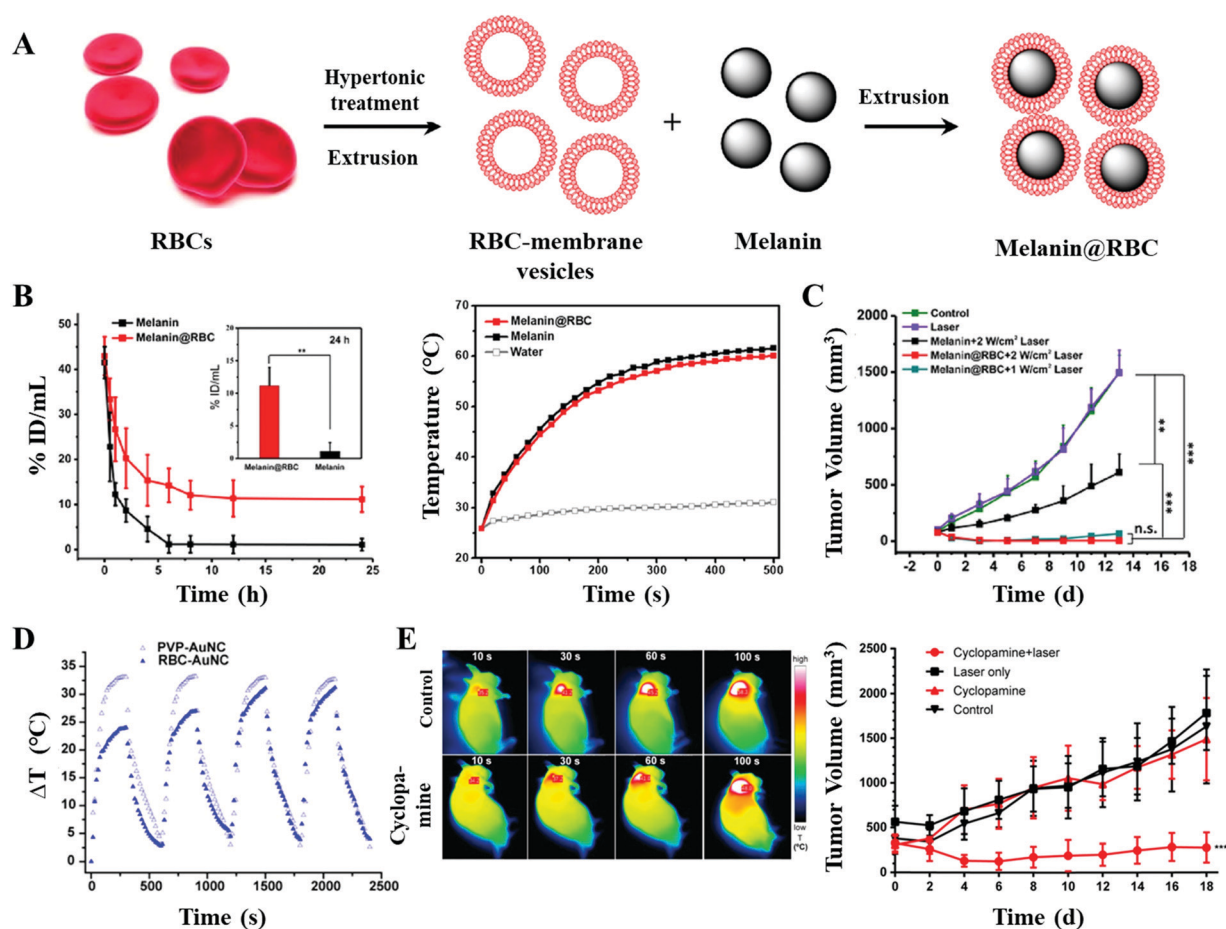 A
Hypertonic
treatment
Extrusion
+
Extrusion
RBCs
RBC-membrane
vesicles
Melanin
Melanin@RBC
B
% ID/mL
50
40
30
20
10
0
0 5 10 15 20 25
Time (h)
Melanin
Melanin@RBC
% ID/mL
20
15
10
5
0
24 h
**
Melanin@RBC Melanin
Temperature (°C)
70
60
50
40
30
20
0 100 200 300 400 500
Time (s)
Melanin@RBC
Melanin
Water
C
Tumor Volume (mm³)
2000
1500
1000
500
0
-2 0 2 4 6 8 10 12 14 16 18
Time (d)
Control
Laser
Melanin+2 W/cm² Laser
Melanin@RBC+2 W/cm² Laser
Melanin@RBC+1 W/cm² Laser
**
***
***
n.s.
D
ΔT (°C)
35
30
25
20
15
10
5
0
0 500 1000 1500 2000 2500
Time (s)
PVP-AuNC
RBC-AuNC
E
Control
10 s 30 s 60 s 100 s
Cyclopa-
mine
10 s 30 s 60 s 100 s
high
low
T
(°C)
Tumor Volume (mm³)
2500
2000
1500
1000
500
0
0 2 4 6 8 10 12 14 16 18
Time (d)
Cyclopamine+laser
Laser only
Cyclopamine
Control
***